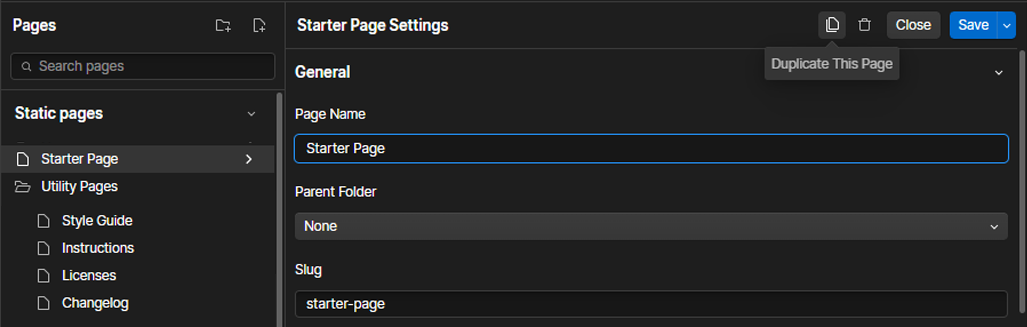 Pages
Search pages
Static pages
Starter Page
Utility Pages
Style Guide
Instructions
Licenses
Changelog
Starter Page Settings
Close
Save
Duplicate This Page
General
Page Name
Starter Page
Parent Folder
None
Slug
starter-page